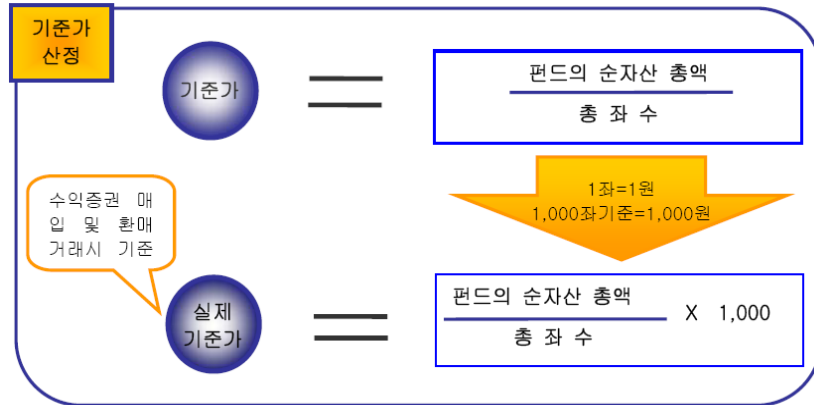 기준가
산정
기준가
펀드의 순자산 총액
총 좌 수
1좌=1원
1,000좌기준=1,000원
수익증권 매
입 및 환매
거래시 기준
실제
기준가
펀드의 순자산 총액
총 좌 수
X 1,000